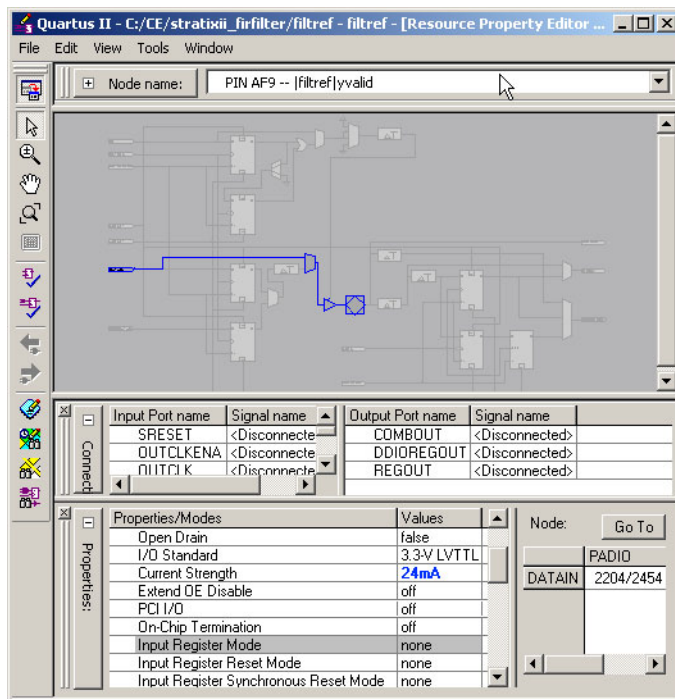 Quartus II - C:/CE/stratixii_firfilter/filtref - filtref - [Resource Property Editor ...
File Edit View Tools Window
Node name: PIN AF9 -- |filtref|yvalid
Connecti
Input Port name Signal name
SRESET <Disconnecte
OUTCLKENA <Disconnecte
OUTCLK <Disconnecte
Output Port name Signal name
COMBOUT <Disconnected>
DDIOREGOUT <Disconnected>
REGOUT <Disconnected>
Properties:
Properties/Modes Values
Open Drain false
I/O Standard 3.3-V LVTTL
Current Strength 24mA
Extend OE Disable off
PCI I/O off
On-Chip Termination off
Input Register Mode none
Input Register Reset Mode none
Input Register Synchronous Reset Mode none
Node: Go To
PADIO
DATAIN 2204/2454